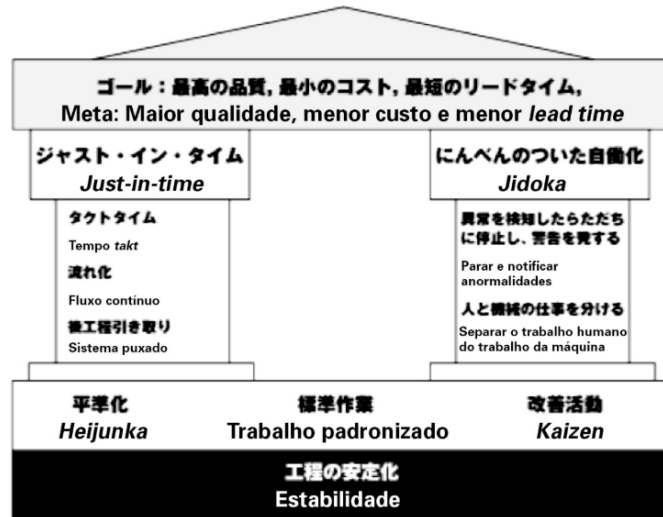 ゴール：最高の品質, 最小のコスト, 最短のリードタイム,
Meta: Maior qualidade, menor custo e menor lead time
ジャスト・イン・タイム
Just-in-time
タクトタイム
Tempo takt
流れ化
Fluxo contínuo
後工程引き取り
Sistema puxado
にんべんのついた自働化
Jidoka
異常を検知したらただち
に停止し、警告を発する
Parar e notificar
anormalidades
人と機械の仕事を分ける
Separar o trabalho humano
do trabalho da máquina
平準化
Heijunka
標準作業
Trabalho padronizado
改善活動
Kaizen
工程の安定化
Estabilidade